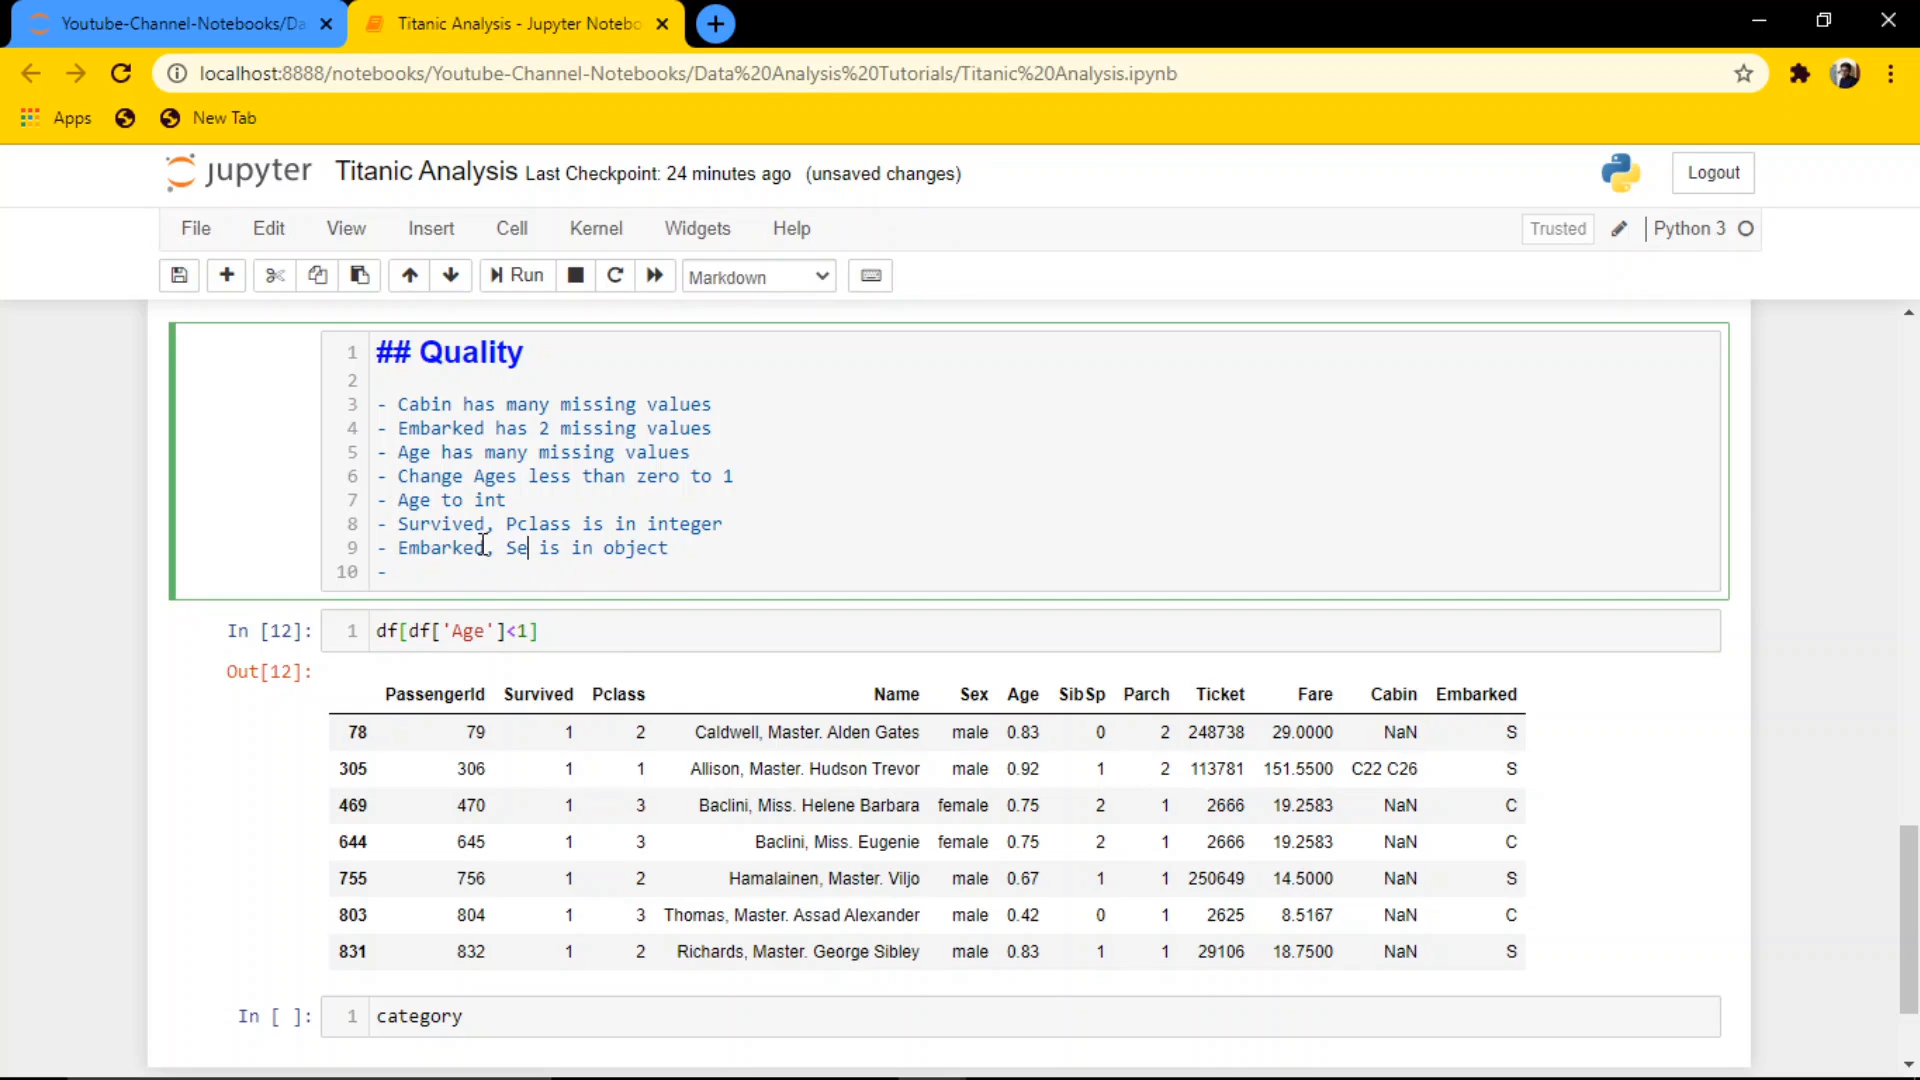 Youtube-Channel-Notebooks/Da
Titanic Analysis - Jupyter Notebo
localhost:8888/notebooks/Youtube-Channel-Notebooks/Data%20Analysis%20Tutorials/Titanic%20Analysis.ipynb
Apps New Tab
jupyter Titanic Analysis Last Checkpoint: 24 minutes ago (unsaved changes) Logout
File Edit View Insert Cell Kernel Widgets Help Trusted Python 3
Run Markdown
1 ## Quality
2
3 - Cabin has many missing values
4 - Embarked has 2 missing values
5 - Age has many missing values
6 - Change Ages less than zero to 1
7 - Age to int
8 - Survived, Pclass is in integer
9 - Embarked, Se is in object
10 -
In [12]: 1 df[df['Age']<1]
Out[12]:
PassengerId Survived Pclass Name Sex Age SibSp Parch Ticket Fare Cabin Embarked
78 79 1 2 Caldwell, Master. Alden Gates male 0.83 0 2 248738 29.0000 NaN S
305 306 1 1 Allison, Master. Hudson Trevor male 0.92 1 2 113781 151.5500 C22 C26 S
469 470 1 3 Baclini, Miss. Helene Barbara female 0.75 2 1 2666 19.2583 NaN C
644 645 1 3 Baclini, Miss. Eugenie female 0.75 2 1 2666 19.2583 NaN C
755 756 1 2 Hamalainen, Master. Viljo male 0.67 1 1 250649 14.5000 NaN S
803 804 1 3 Thomas, Master. Assad Alexander male 0.42 0 1 2625 8.5167 NaN C
831 832 1 2 Richards, Master. George Sibley male 0.83 1 1 29106 18.7500 NaN S
In [ ]: 1 category